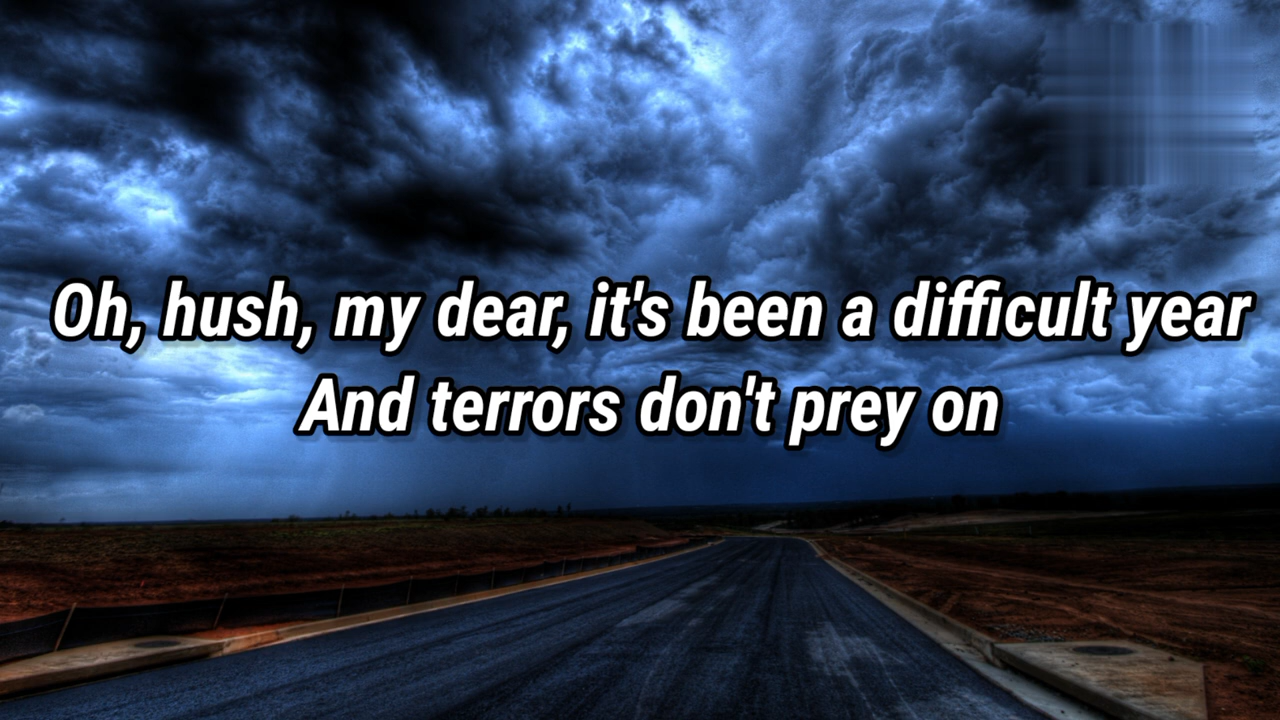 Oh, hush, my dear, it's been a difficult year
And terrors don't prey on